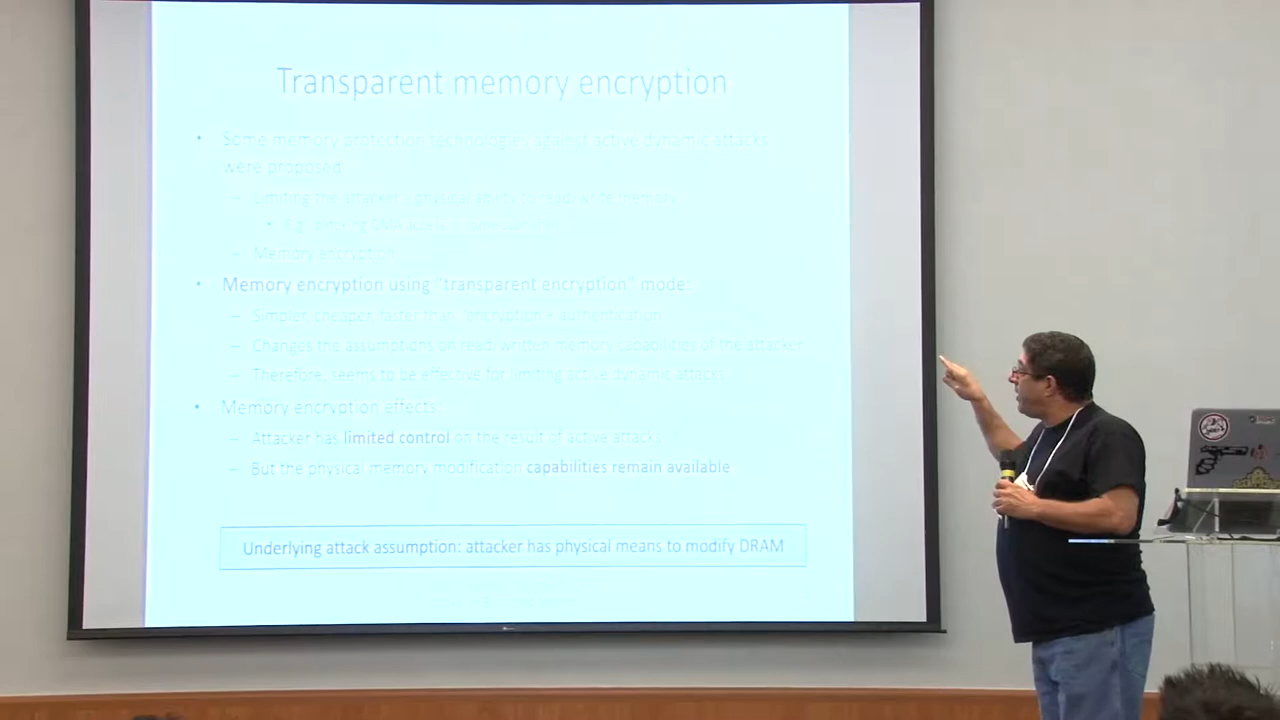 Transparent memory encryption
• Some memory protection technologies against active dynamic attacks
were proposed
– Limiting the attacker's physical ability to read/write memory
• E.g., blocking DMA access
– Memory encryption
• Memory encryption using "transparent encryption" mode:
– Simpler, cheaper, faster than "encryption + authentication
– Changes the assumptions on read/written memory capabilities of the attacker
– Therefore, seems to be effective for limiting active dynamic attacks
• Memory encryption effects:
– Attacker has limited control on the result of active attacks
– But the physical memory modification capabilities remain available
Underlying attack assumption: attacker has physical means to modify DRAM